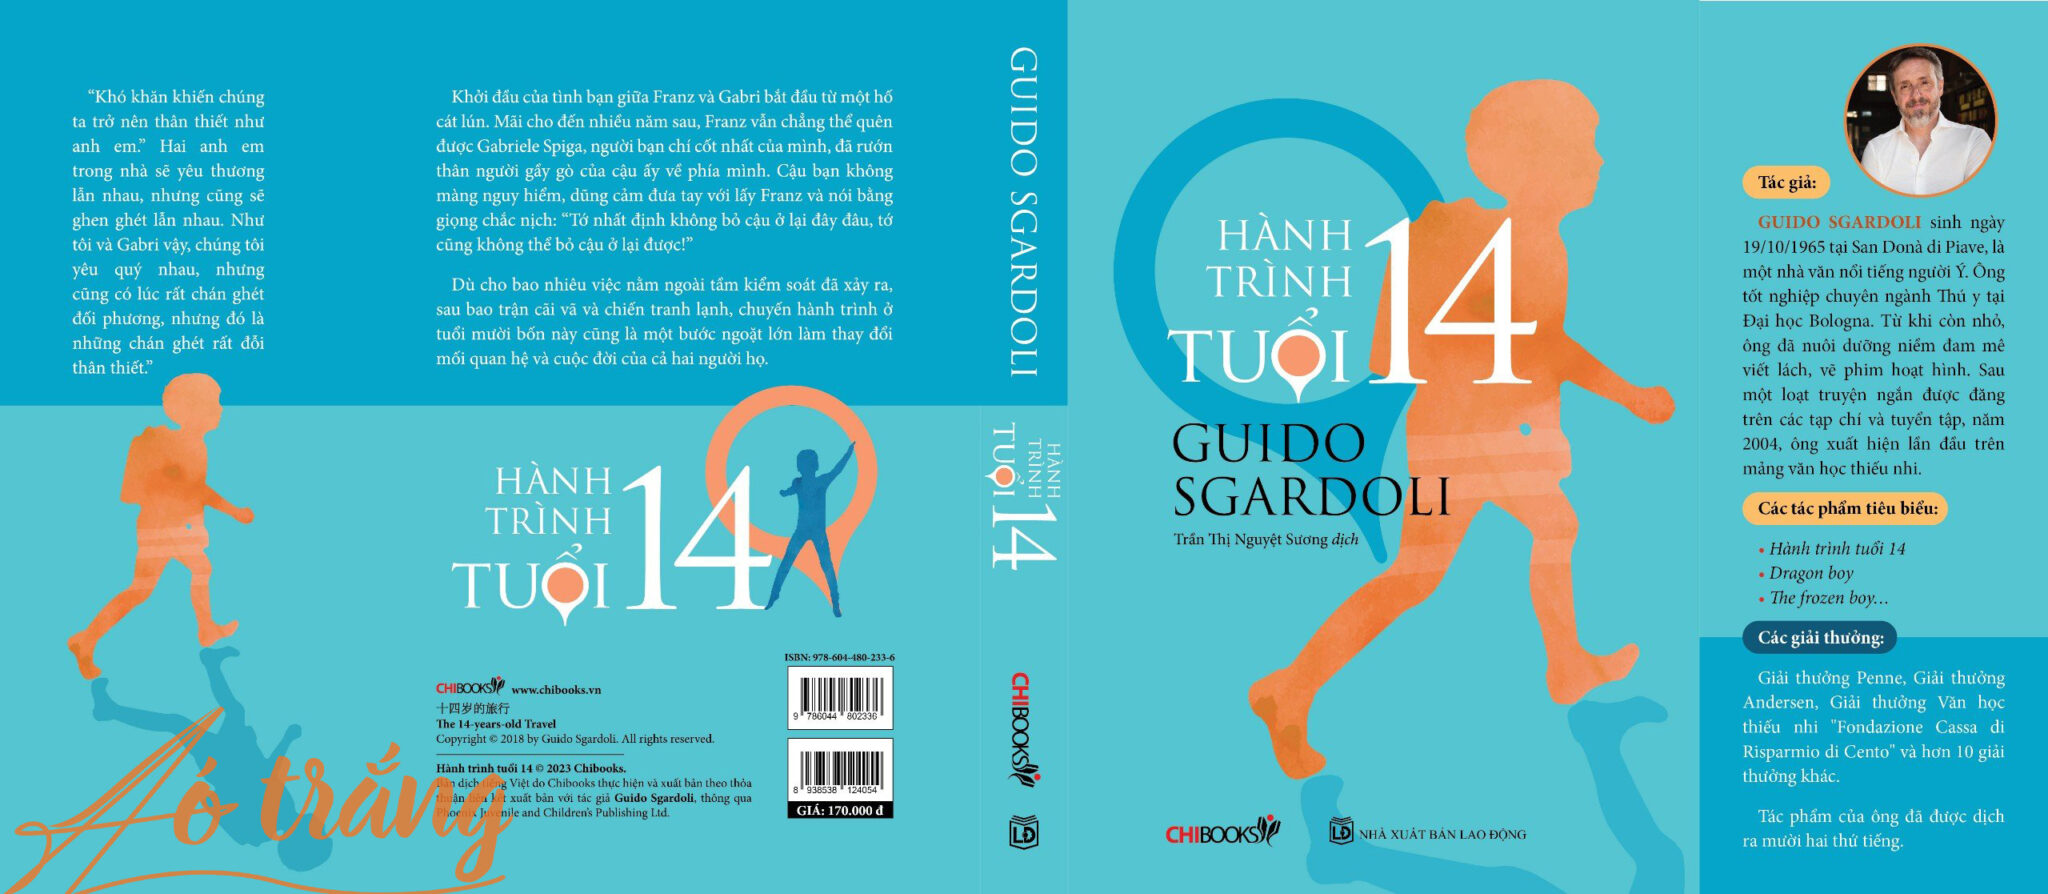 “Khó khăn khiến chúng
ta trở nên thân thiết như
anh em.” Hai anh em
trong nhà sẽ yêu thương
lẫn nhau, nhưng cũng sẽ
ghen ghét lẫn nhau. Như
tôi và Gabri vậy, chúng tôi
yêu quý nhau, nhưng
cũng có lúc rất chán ghét
đối phương, nhưng đó là
những chán ghét rất đỗi
thân thiết.”
Khởi đầu của tình bạn giữa Franz và Gabri bắt đầu từ một hố
cát lún. Mãi cho đến nhiều năm sau, Franz vẫn chẳng thể quên
được Gabriele Spiga, người bạn chí cốt nhất của mình, đã rướn
thân người gầy gò của cậu ấy về phía mình. Cậu bạn không
màng nguy hiểm, dũng cảm đưa tay với lấy Franz và nói bằng
giọng chắc nịch: “Tớ nhất định không bỏ cậu ở lại đây đâu, tớ
cũng không thể bỏ cậu ở lại được!”
Dù cho bao nhiêu việc nằm ngoài tầm kiểm soát đã xảy ra,
sau bao trận cãi vã và chiến tranh lạnh, chuyến hành trình ở
tuổi mười bốn này cũng là một bước ngoặt lớn làm thay đổi
mối quan hệ và cuộc đời của cả hai người họ.
HÀNH
TRÌNH
TUỔI 14
ISBN: 978-604-480-233-6
9 786044 802336
8 938538 124054
GIÁ: 170.000 đ
CHIBOOKS www.chibooks.vn
十四岁的旅行
The 14-years-old Travel
Copyright © 2018 by Guido Sgardoli. All rights reserved.
Hành trình tuổi 14 © 2023 Chibooks.
Bản dịch tiếng Việt do Chibooks thực hiện và xuất bản theo thỏa
thuận liên kết xuất bản với tác giả Guido Sgardoli, thông qua
Phoenix Juvenile and Children's Publishing Ltd.
Áo trắng
GUIDO SGARDOLI
HÀNH
TRÌNH
TUỔI 14
CHIBOOKS
LĐ
HÀNH
TRÌNH
TUỔI 14
GUIDO
SGARDOLI
Trần Thị Nguyệt Sương dịch
CHIBOOKS
LĐ NHÀ XUẤT BẢN LAO ĐỘNG
Tác giả:
GUIDO SGARDOLI sinh ngày
19/10/1965 tại San Donà di Piave, là
một nhà văn nổi tiếng người Ý. Ông
tốt nghiệp chuyên ngành Thú y tại
Đại học Bologna. Từ khi còn nhỏ,
ông đã nuôi dưỡng niềm đam mê
viết lách, vẽ phim hoạt hình. Sau
một loạt truyện ngắn được đăng
trên các tạp chí và tuyển tập, năm
2004, ông xuất hiện lần đầu trên
mảng văn học thiếu nhi.
Các tác phẩm tiêu biểu:
• Hành trình tuổi 14
• Dragon boy
• The frozen boy…
Các giải thưởng:
Giải thưởng Penne, Giải thưởng
Andersen, Giải thưởng Văn học
thiếu nhi "Fondazione Cassa di
Risparmio di Cento" và hơn 10 giải
thưởng khác.
Tác phẩm của ông đã được dịch
ra mười hai thứ tiếng.